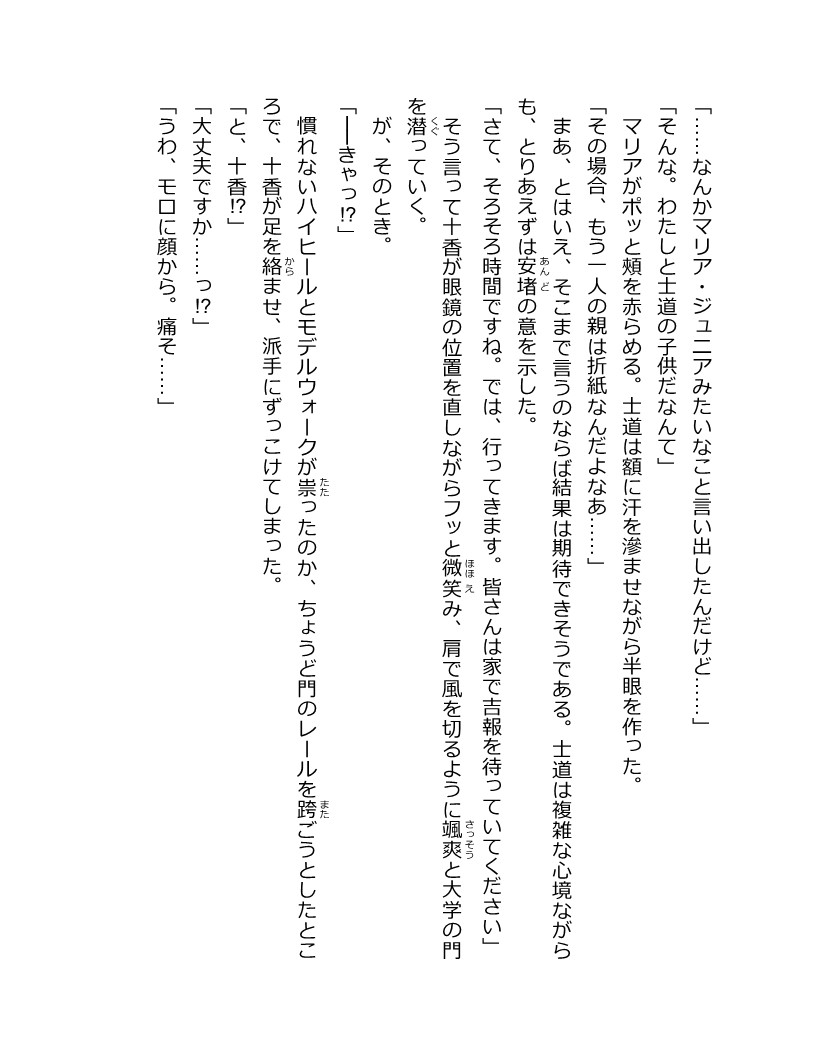 「……なんかマリア・ジュニアみたいなこと言い出したんだけど……」
「そんな。わたしと士道の子供だなんて」
　マリアがポッと頰を赤らめる。士道は額に汗を滲ませながら半眼を作った。
「その場合、もう一人の親は折紙なんだよなあ……」
　まあ、とはいえ、そこまで言うのならば結果は期待できそうである。士道は複雑な心境ながら
も、とりあえずは安堵の意を示した。
「さて、そろそろ時間ですね。では、行ってきます。皆さんは家で吉報を待っていてください」
　そう言って十香が眼鏡の位置を直しながらフッと微笑み、肩で風を切るように颯爽と大学の門
を潜っていく。
　が、そのとき。
「――きゃっ!?」
　慣れないハイヒールとモデルウォークが祟ったのか、ちょうど門のレールを跨ごうとしたとこ
ろで、十香が足を絡ませ、派手にずっこけてしまった。
「と、十香!?」
「大丈夫ですか……っ!?」
「うわ、モロに顔から。痛そ……」